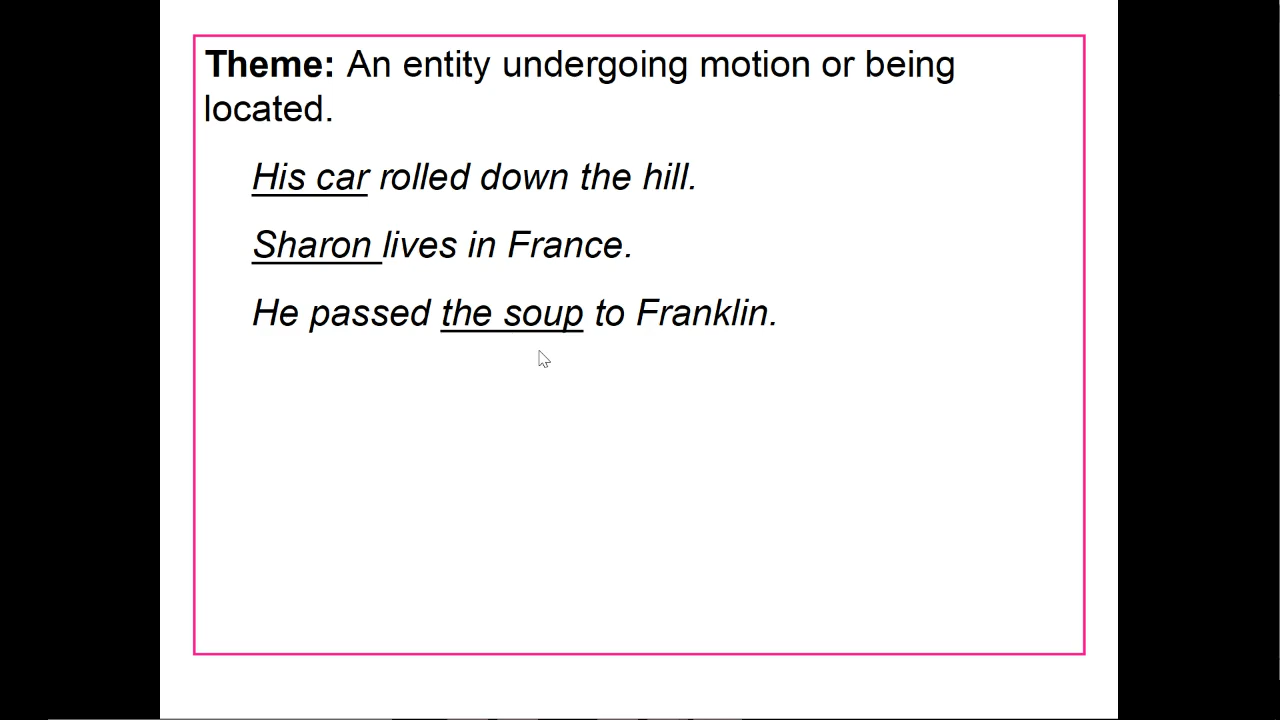 Theme: An entity undergoing motion or being
located.
His car rolled down the hill.
Sharon lives in France.
He passed the soup to Franklin.